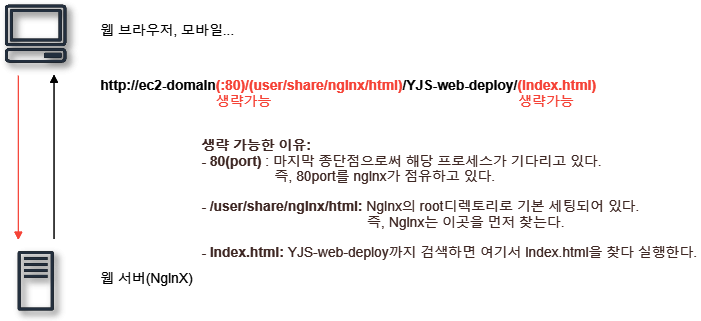 웹 브라우저, 모바일...
http://ec2-domain(:80)/(user/share/nginx/html)/YJS-web-deploy/(index.html)
생략가능 생략가능
생략 가능한 이유:
- 80(port) : 마지막 종단점으로써 해당 프로세스가 기다리고 있다.
즉, 80port를 nginx가 점유하고 있다.
- /user/share/nginx/html: Nginx의 root디렉토리로 기본 세팅되어 있다.
즉, Nginx는 이곳을 먼저 찾는다.
- index.html: YJS-web-deploy까지 검색하면 여기서 index.html을 찾다 실행한다.
웹 서버(NginX)